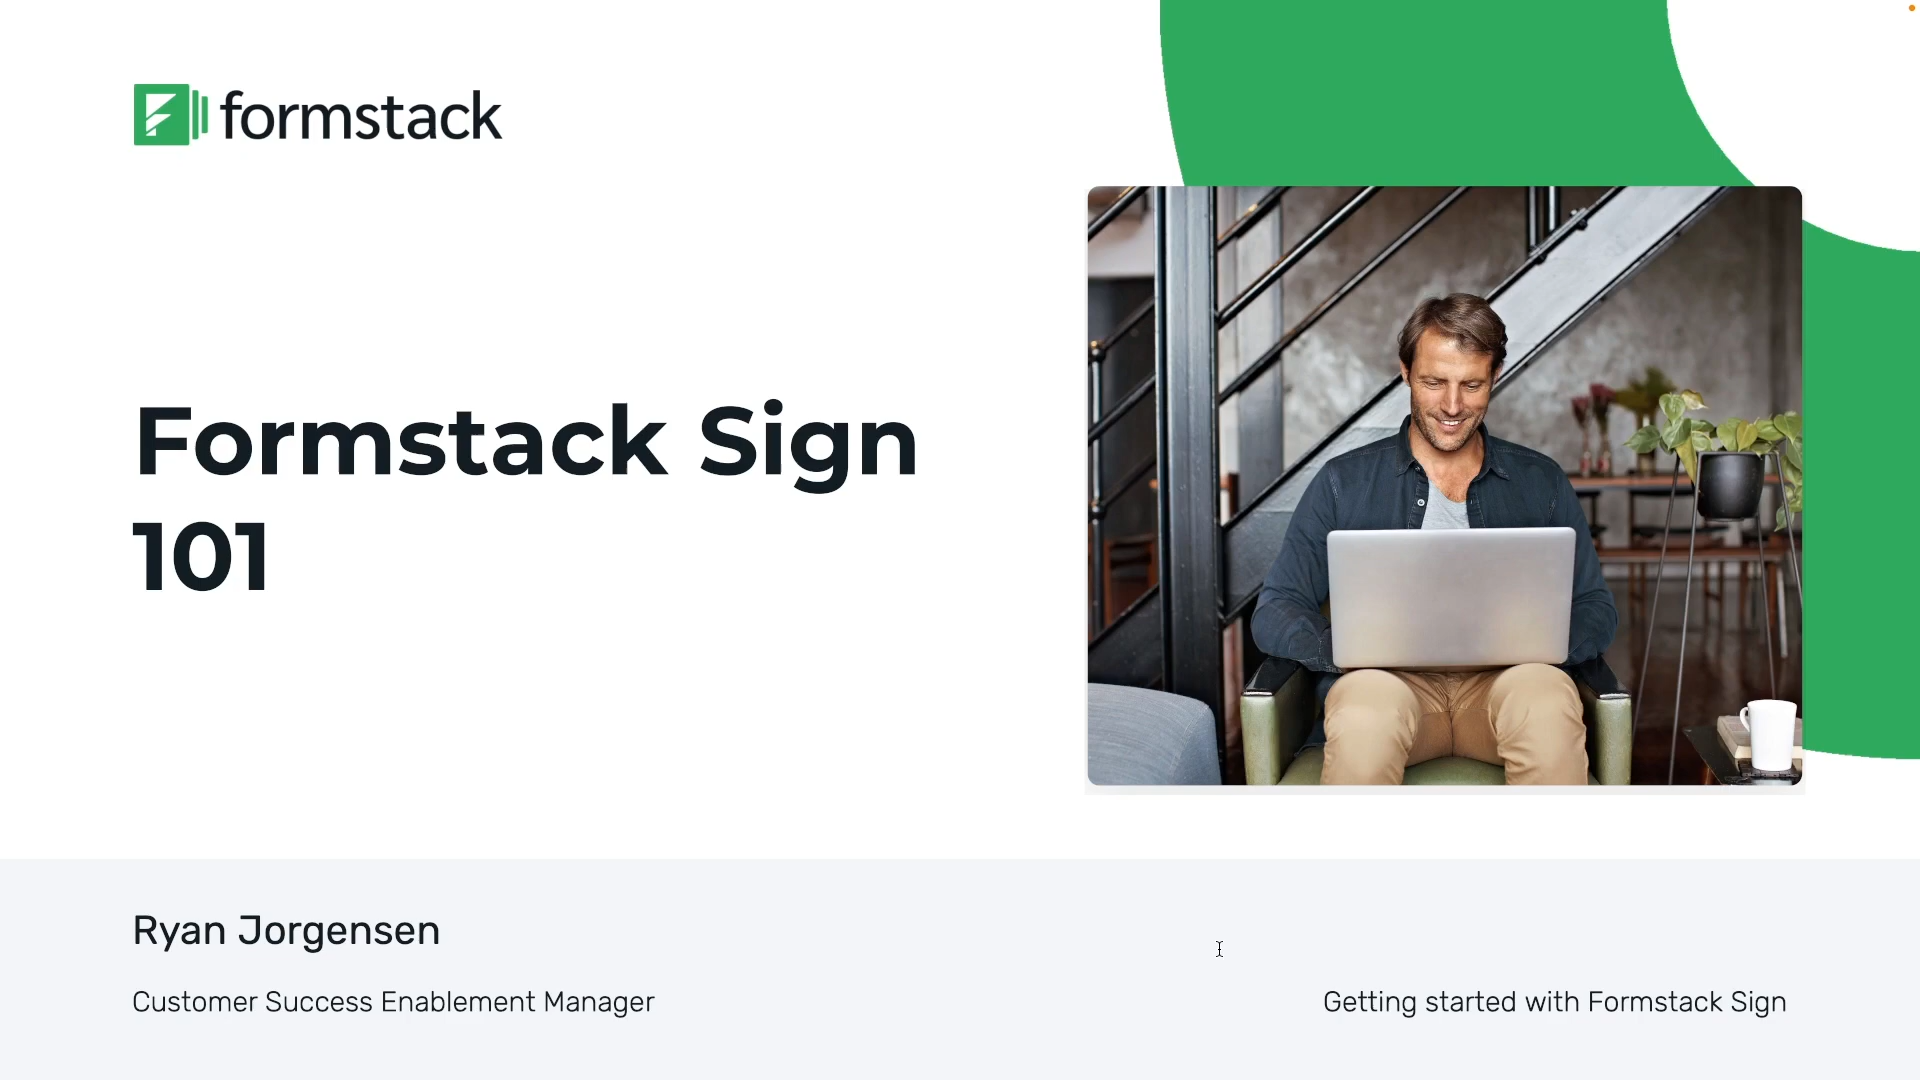 formstack
Formstack Sign
101
Ryan Jorgensen
Customer Success Enablement Manager
Getting started with Formstack Sign